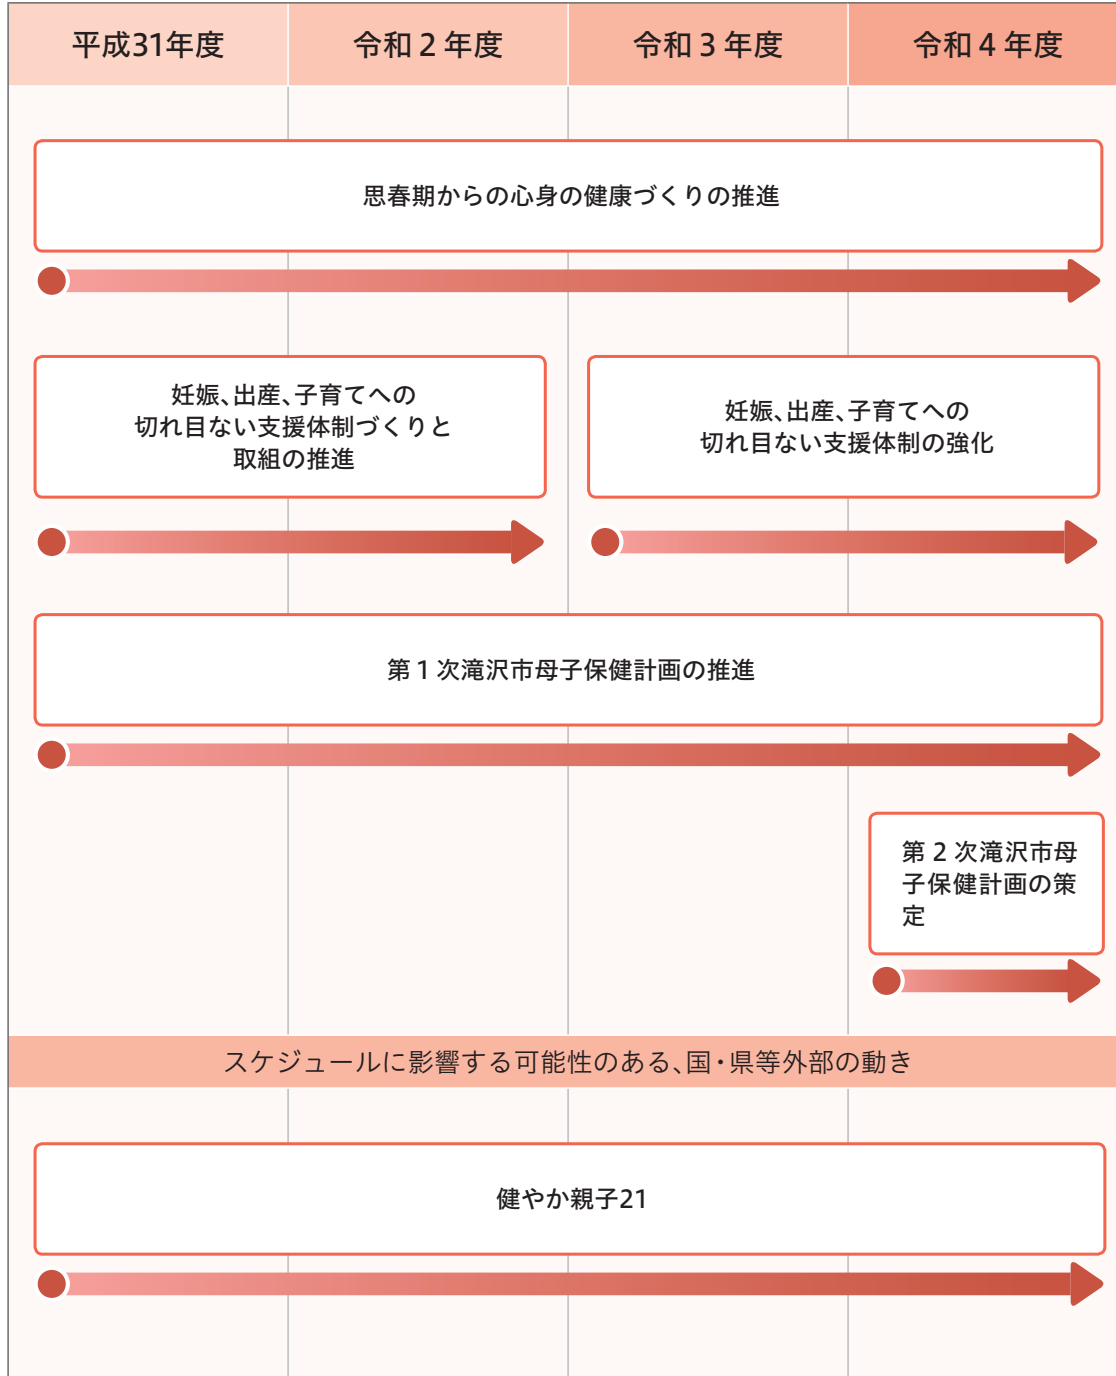 平成31年度
令和2年度
令和3年度
令和4年度
思春期からの心身の健康づくりの推進
妊娠、出産、子育てへの
切れ目ない支援体制づくりと
取組の推進
妊娠、出産、子育てへの
切れ目ない支援体制の強化
第1次滝沢市母子保健計画の推進
第2次滝沢市母
子保健計画の策
定
スケジュールに影響する可能性のある、国・県等外部の動き
健やか親子21